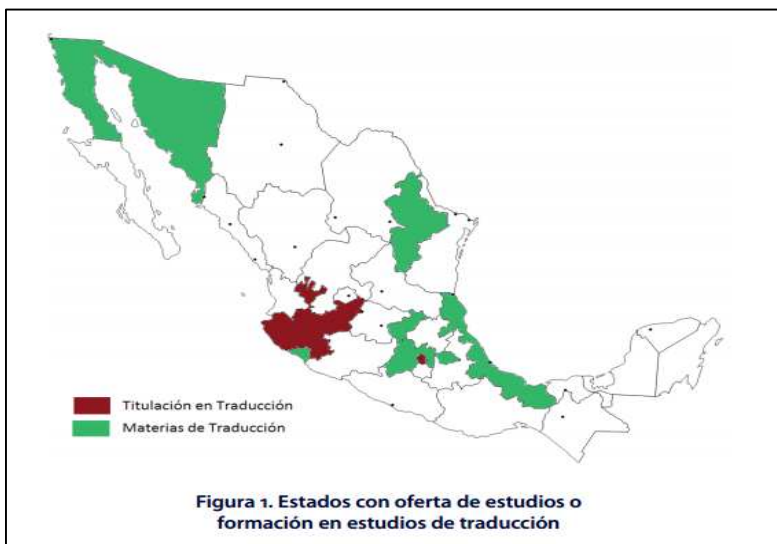 Titulación en Traducción
Materias de Traducción
Figura 1. Estados con oferta de estudios o
formación en estudios de traducción